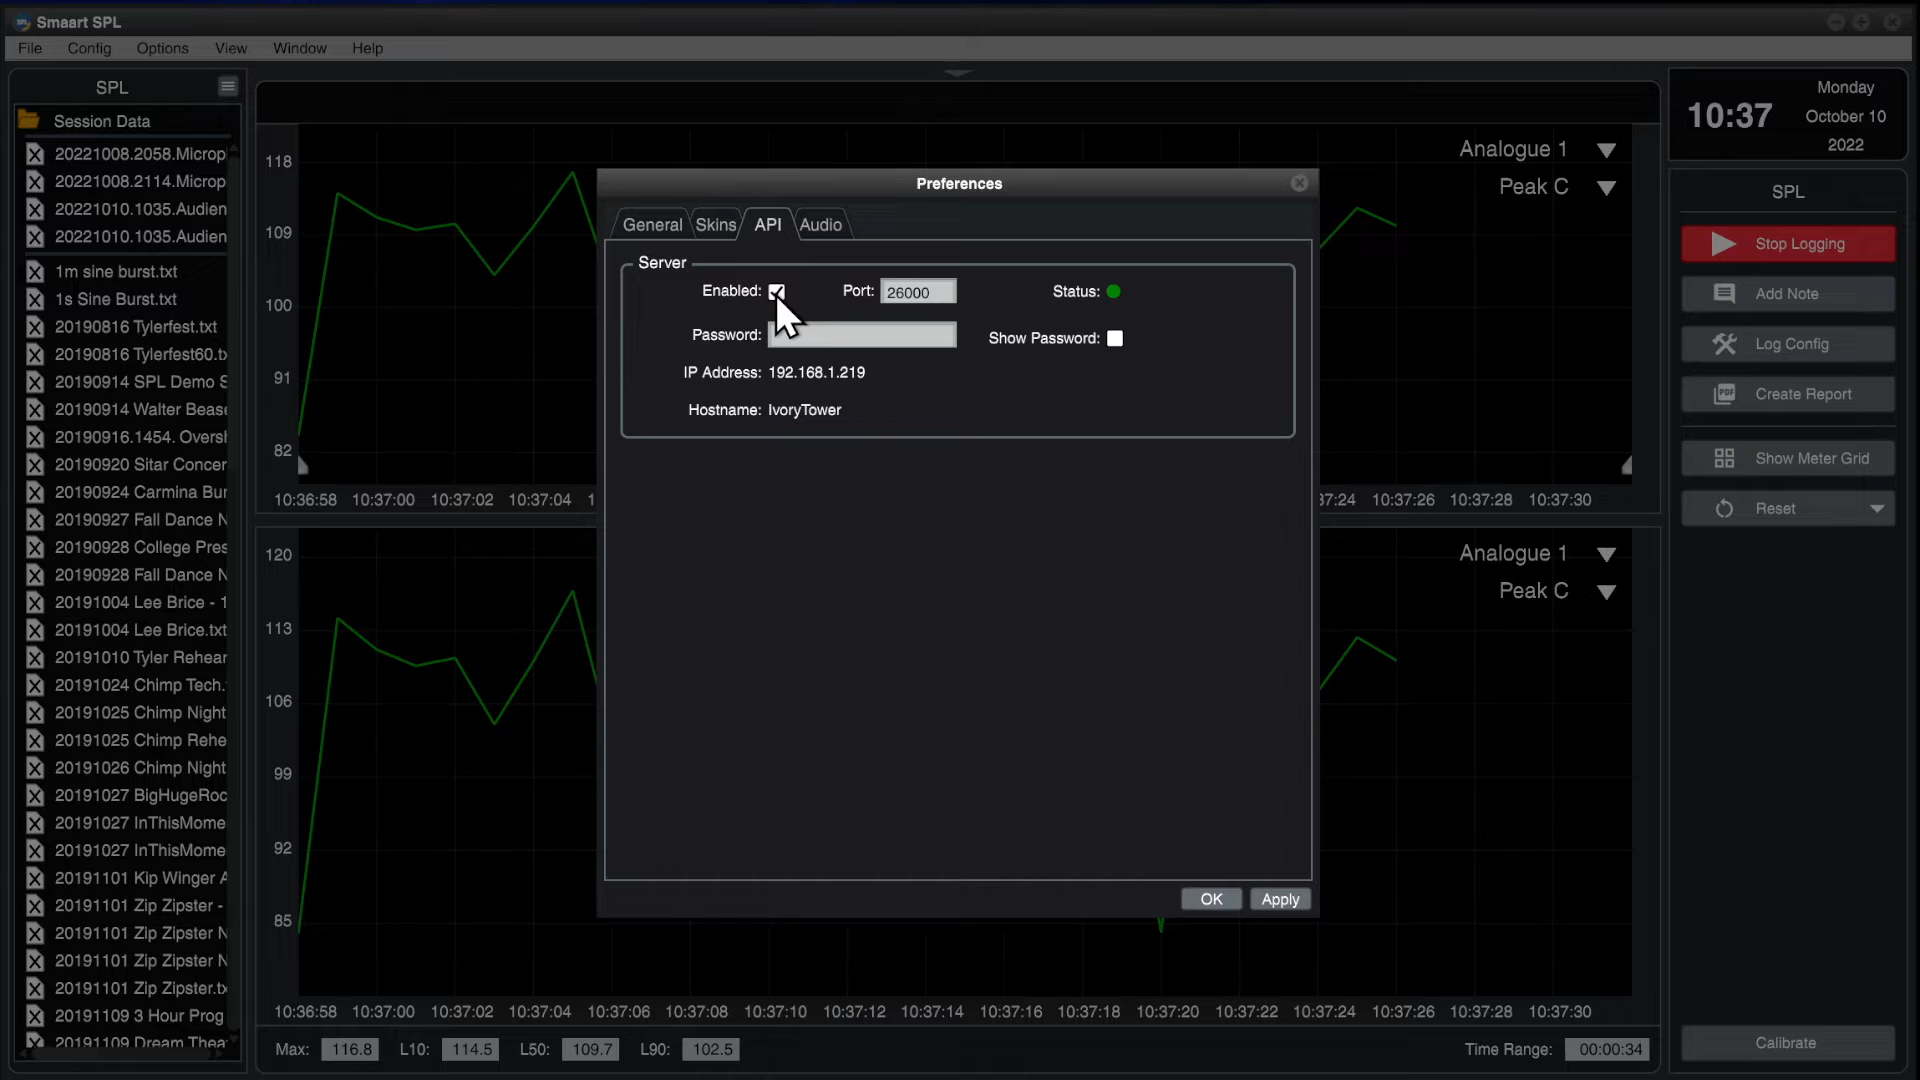 Smaart SPL
File Config Options View Window Help
SPL
Session Data
20221008.2058.Microp
20221008.2114.Microp
20221010.1035.Audien
20221010.1035.Audien
1m sine burst.txt
1s Sine Burst.txt
20190816 Tylerfest.txt
20190816 Tylerfest60.t
20190914 SPL Demo S
20190914 Walter Beas
20190916.1454. Overs
20190920 Sitar Concer
20190924 Carmina Bu
20190927 Fall Dance N
20190928 College Pres
20190928 Fall Dance N
20191004 Lee Brice - 1
20191004 Lee Brice.txt
20191010 Tyler Rehear
20191024 Chimp Tech.
20191025 Chimp Night
20191025 Chimp Rehe
20191026 Chimp Night
20191027 BigHugeRoc
20191027 InThisMome
20191027 InThisMome
20191101 Kip Winger A
20191101 Zip Zipster -
20191101 Zip Zipster N
20191101 Zip Zipster N
20191101 Zip Zipster.tx
20191109 3 Hour Prog
20191109 Dream Thea
118
109
100
91
82
Analogue 1
Peak C
10:36:58 10:37:00 10:37:02 10:37:04 1
37:24 10:37:26 10:37:28 10:37:30
Preferences
General Skins API Audio
Server
Enabled: Port: 26000 Status:
Password: Show Password:
IP Address: 192.168.1.219
Hostname: IvoryTower
OK Apply
120
113
106
99
92
85
Analogue 1
Peak C
10:36:58 10:37:00 10:37:02 10:37:04 10:37:06 10:37:08 10:37:10 10:37:12 10:37:14 10:37:16 10:37:18 10:37:20 10:37:22 10:37:24 10:37:26 10:37:28 10:37:30
Max: 116.8 L10: 114.5 L50: 109.7 L90: 102.5 Time Range: 00:00:34
Monday
10:37 October 10
2022
SPL
Stop Logging
Add Note
Log Config
PDF Create Report
Show Meter Grid
Reset
Calibrate